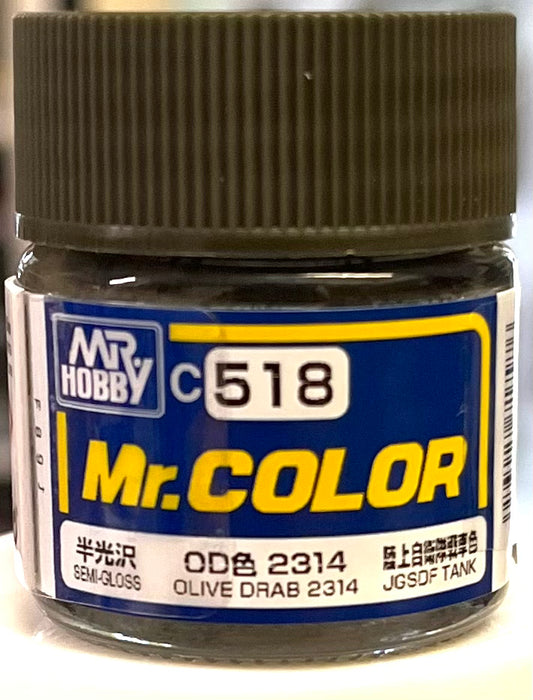 MR
HOBBY
C 518
Mr.COLOR
半光沢
SEMI-GLOSS
OD色 2314
OLIVE DRAB 2314
陸上自衛隊戦車色
JGSDF TANK